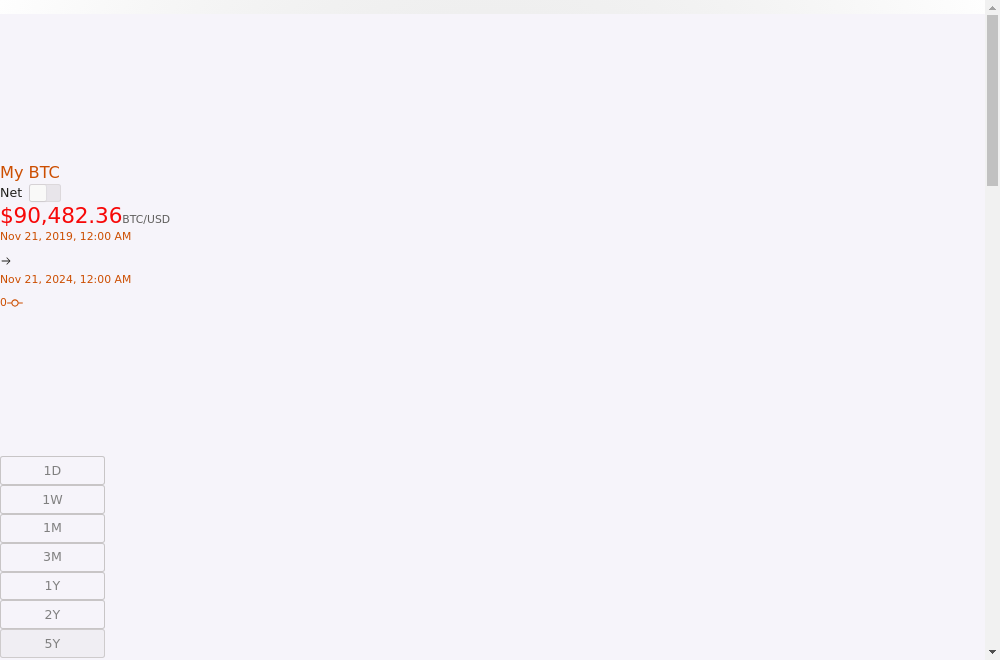 My BTC
Net
$90,482.36BTC/USD
Nov 21, 2019, 12:00 AM
→
Nov 21, 2024, 12:00 AM
0
1D
1W
1M
3M
1Y
2Y
5Y